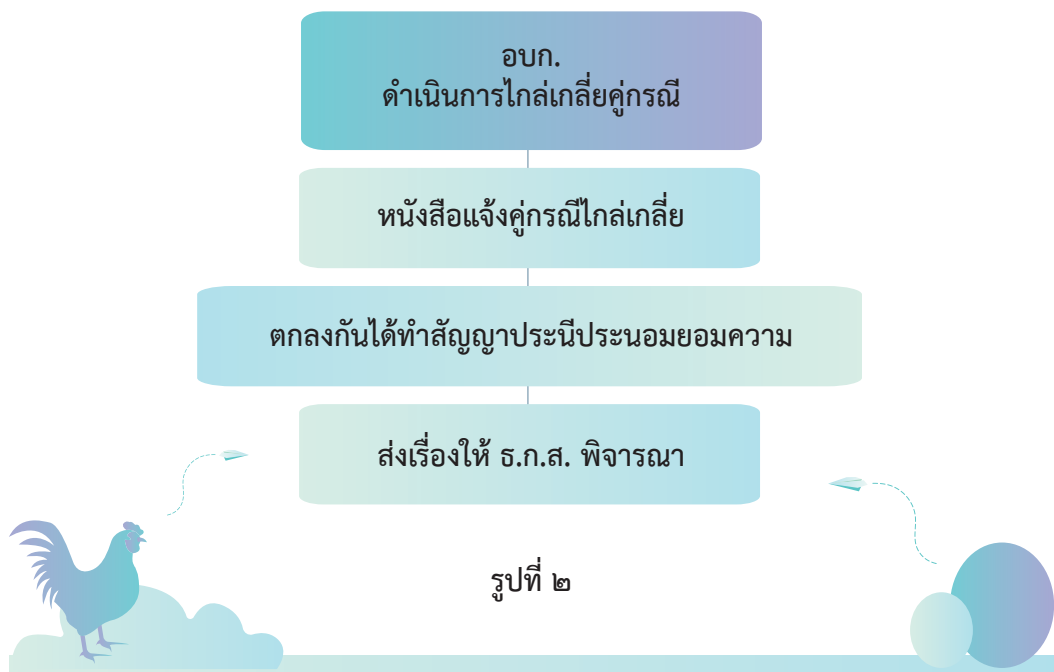 อบก.
ดำเนินการไกล่เกลี่ยคู่กรณี
หนังสือแจ้งคู่กรณีไกล่เกลี่ย
ตกลงกันได้ทำสัญญาประนีประนอมยอมความ
ส่งเรื่องให้ ธ.ก.ส. พิจารณา
รูปที่ ๒